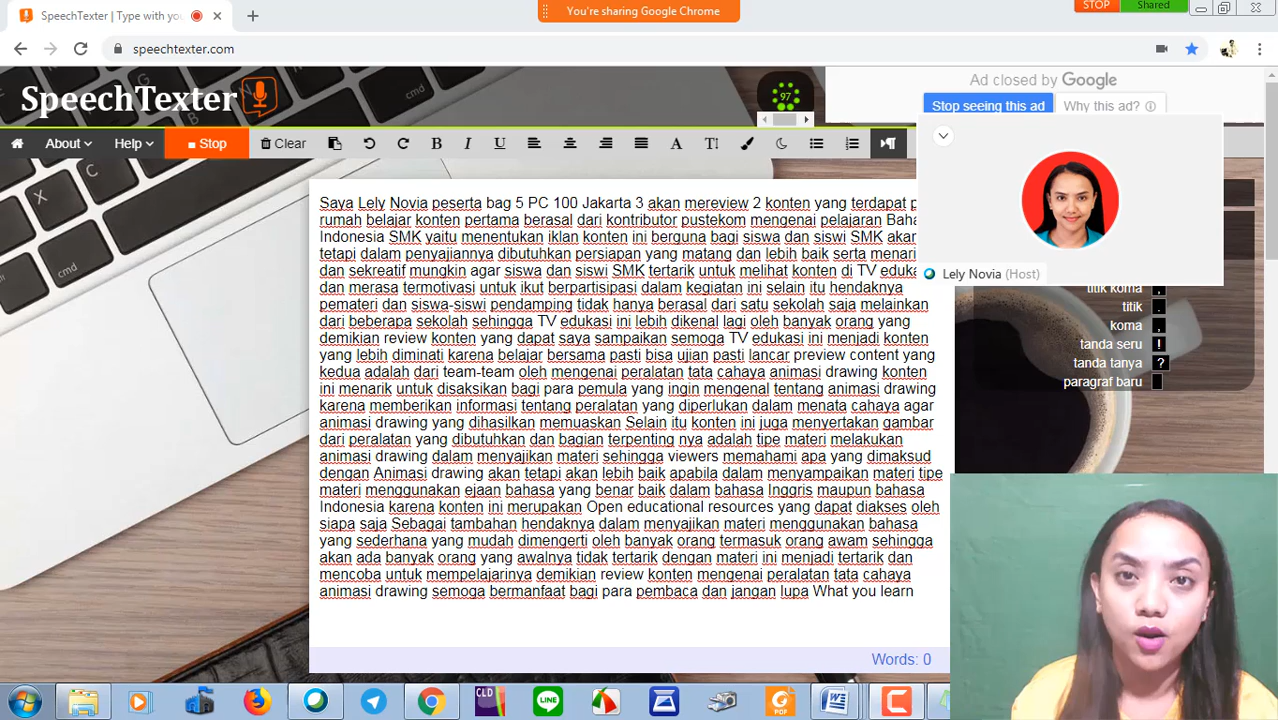 SpeechTexter | Type with you
You're sharing Google Chrome
STOP
Shared
speechtexter.com
SpeechTexter
97
Ad closed by Google
Stop seeing this ad
Why this ad?
About
Help
Stop
Clear
B I U
A
Saya Lely Novia peserta bag 5 PC 100 Jakarta 3 akan mereview 2 konten yang terdapat p
rumah belajar konten pertama berasal dari kontributor pustekom mengenai pelajaran Baha
Indonesia SMK yaitu menentukan iklan konten ini berguna bagi siswa dan siswi SMK akan
tetapi dalam penyajiannya dibutuhkan persiapan yang matang dan lebih baik serta menari
dan sekreatif mungkin agar siswa dan siswi SMK tertarik untuk melihat konten di TV eduka
dan merasa termotivasi untuk ikut berpartisipasi dalam kegiatan ini selain itu hendaknya
pemateri dan siswa-siswi pendamping tidak hanya berasal dari satu sekolah saja melainkan
dari beberapa sekolah sehingga TV edukasi ini lebih dikenal lagi oleh banyak orang yang
demikian review konten yang dapat saya sampaikan semoga TV edukasi ini menjadi konten
yang lebih diminati karena belajar bersama pasti bisa ujian pasti lancar preview content yang
kedua adalah dari team-team oleh mengenai peralatan tata cahaya animasi drawing konten
ini menarik untuk disaksikan bagi para pemula yang ingin mengenal tentang animasi drawing
karena memberikan informasi tentang peralatan yang diperlukan dalam menata cahaya agar
animasi drawing yang dihasilkan memuaskan Selain itu konten ini juga menyertakan gambar
dari peralatan yang dibutuhkan dan bagian terpenting nya adalah tipe materi melakukan
animasi drawing dalam menyajikan materi sehingga viewers memahami apa yang dimaksud
dengan Animasi drawing akan tetapi akan lebih baik apabila dalam menyampaikan materi tipe
materi menggunakan ejaan bahasa yang benar baik dalam bahasa Inggris maupun bahasa
Indonesia karena konten ini merupakan Open educational resources yang dapat diakses oleh
siapa saja Sebagai tambahan hendaknya dalam menyajikan materi menggunakan bahasa
yang sederhana yang mudah dimengerti oleh banyak orang termasuk orang awam sehingga
akan ada banyak orang yang awalnya tidak tertarik dengan materi ini menjadi tertarik dan
mencoba untuk mempelajarinya demikian review konten mengenai peralatan tata cahaya
animasi drawing semoga bermanfaat bagi para pembaca dan jangan lupa What you learn
Words: 0
Lely Novia (Host)
titik koma ;
titik .
koma ,
tanda seru !
tanda tanya ?
paragraf baru
CLD
LINE
PDF